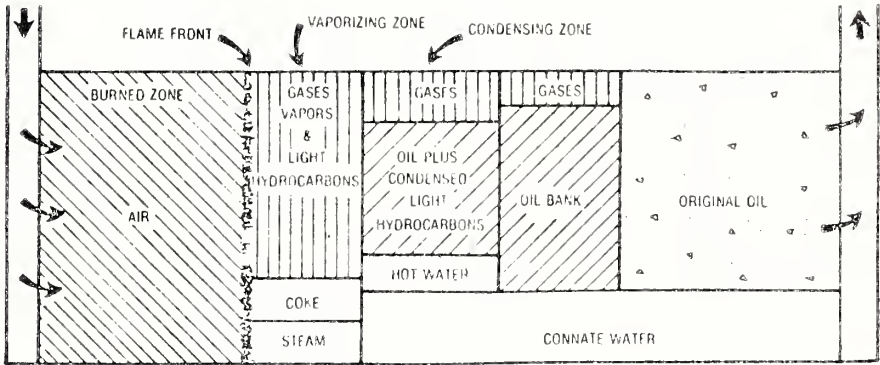 FLAME FRONT
VAPORIZING ZONE
CONDENSING ZONE
BURNED ZONE
AIR
GASES
VAPORS
&
LIGHT
HYDROCARBONS
COKE
STEAM
GASES
OIL PLUS
CONDENSED
LIGHT
HYDROCARBONS
HOT WATER
GASES
OIL BANK
ORIGINAL OIL
CONNATE WATER